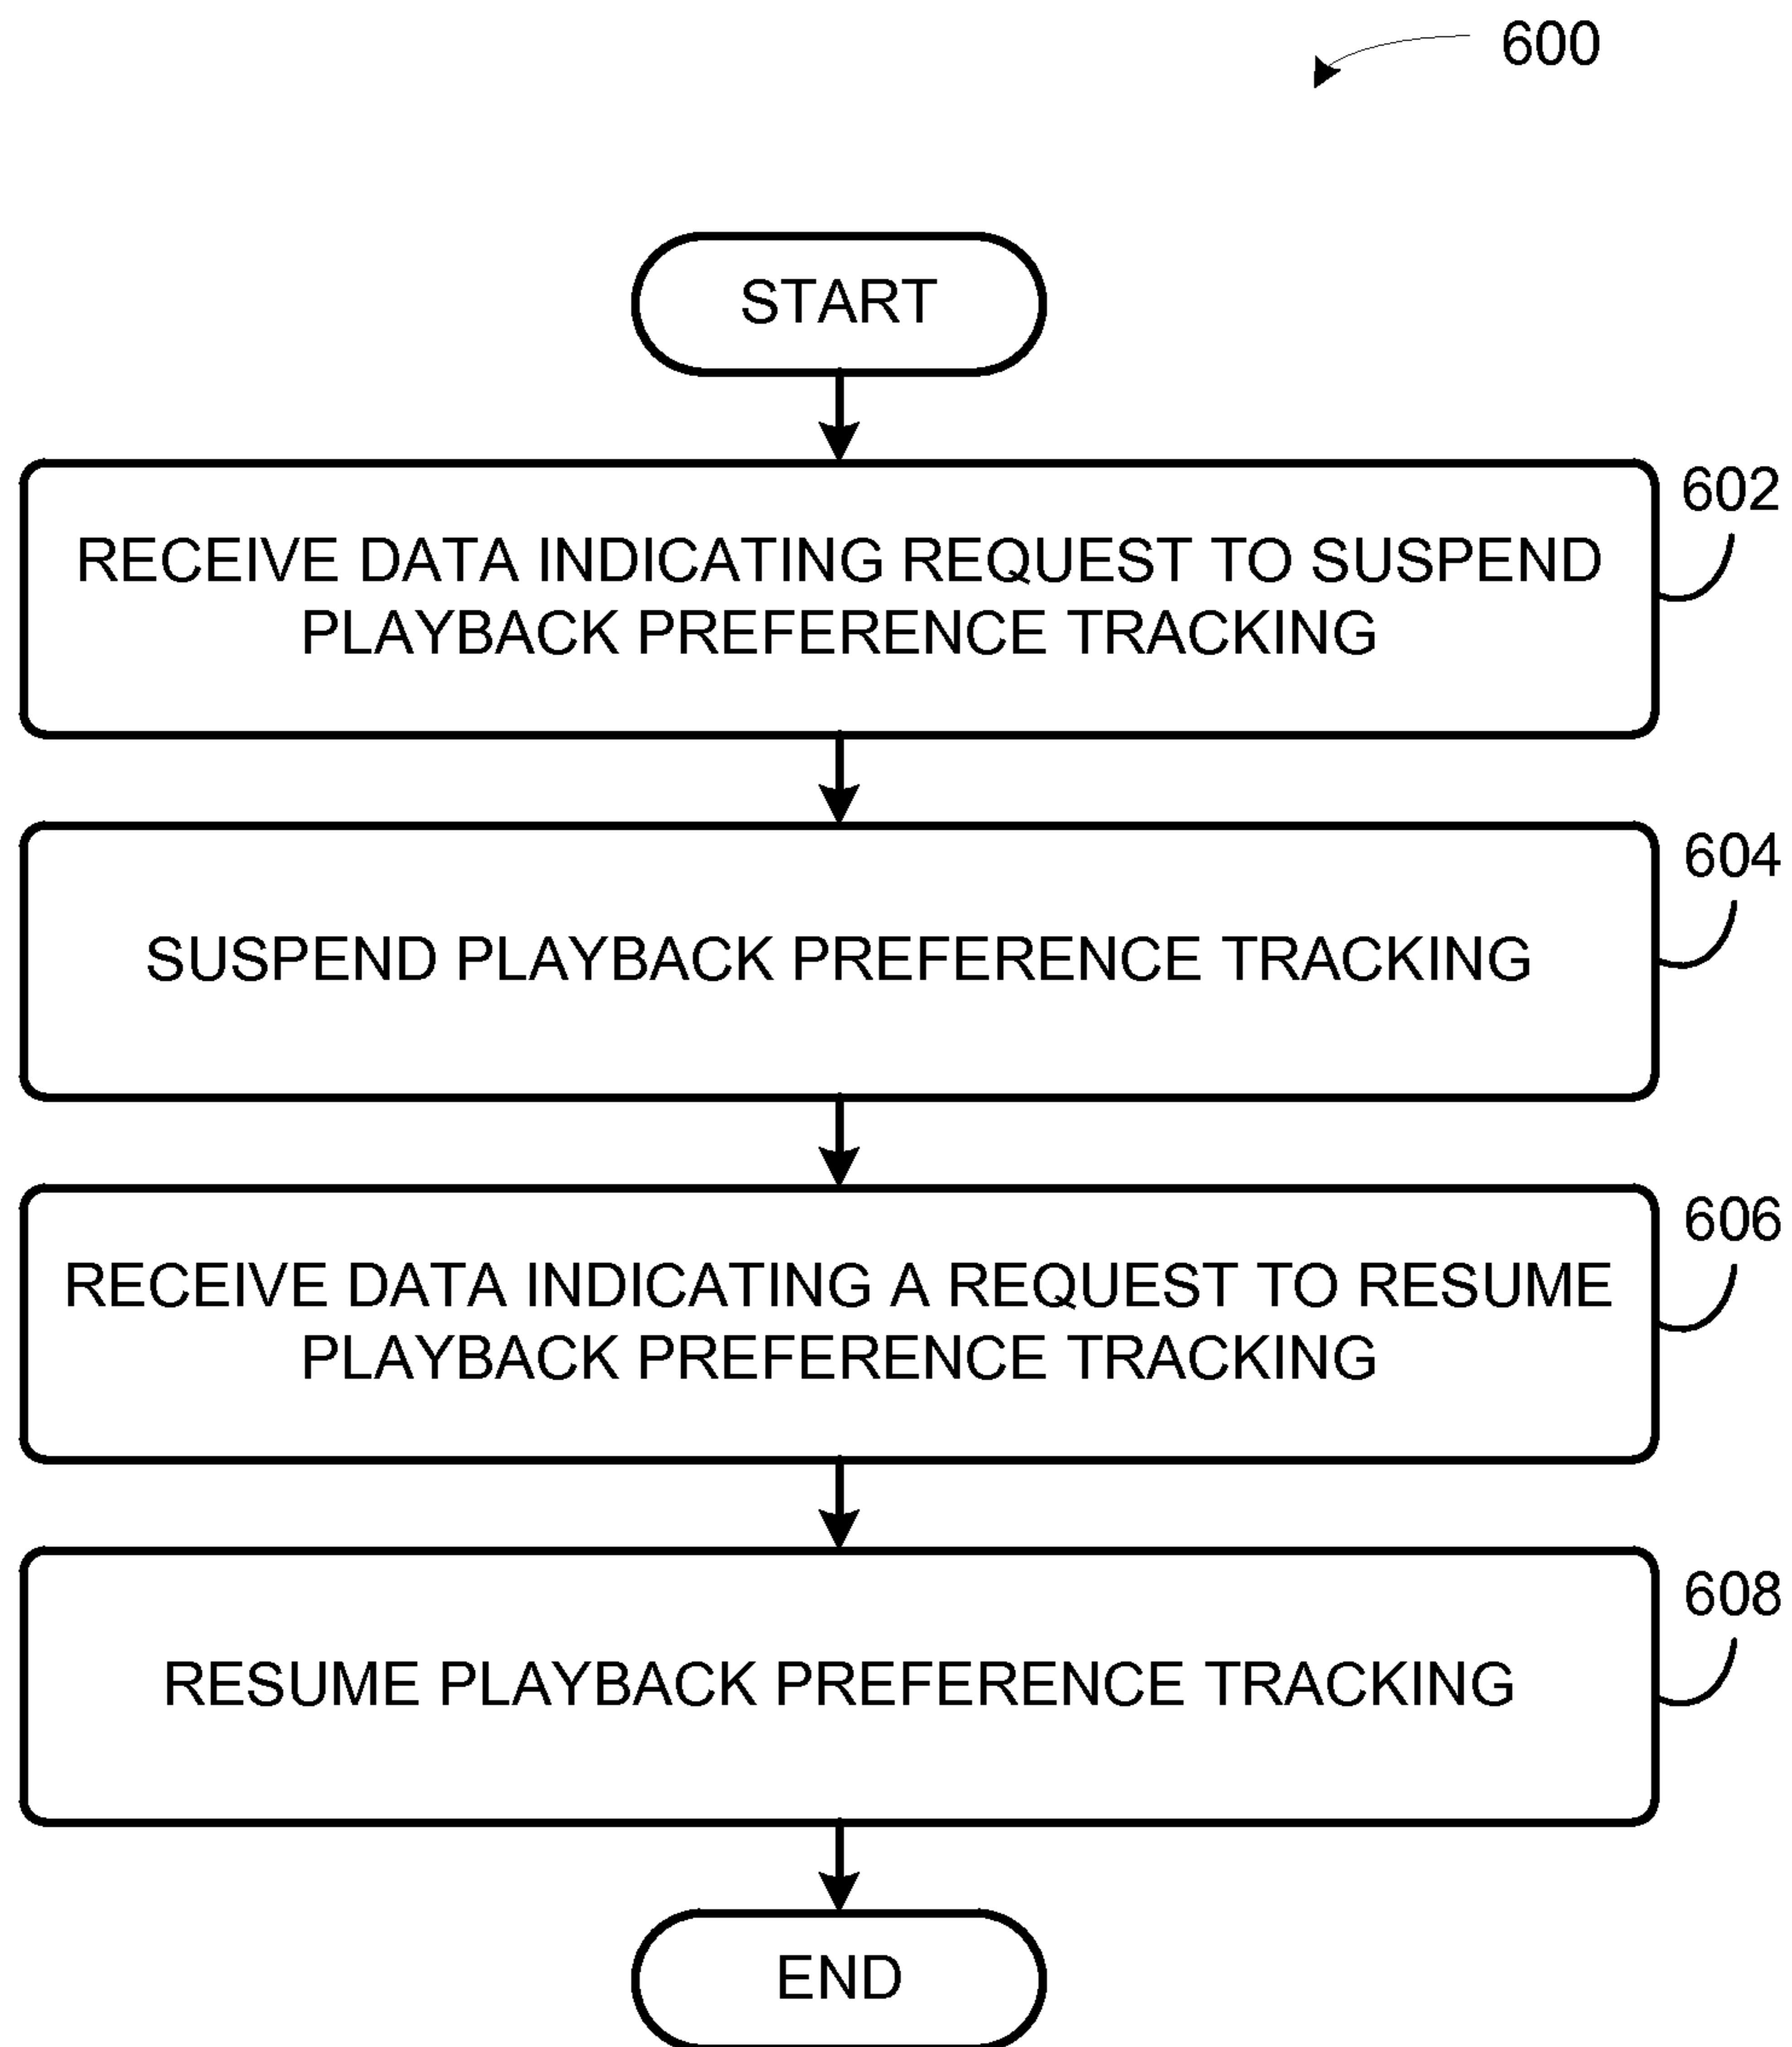 600
START
602
RECEIVE DATA INDICATING REQUEST TO SUSPEND
PLAYBACK PREFERENCE TRACKING
604
SUSPEND PLAYBACK PREFERENCE TRACKING
606
RECEIVE DATA INDICATING A REQUEST TO RESUME
PLAYBACK PREFERENCE TRACKING
608
RESUME PLAYBACK PREFERENCE TRACKING
END